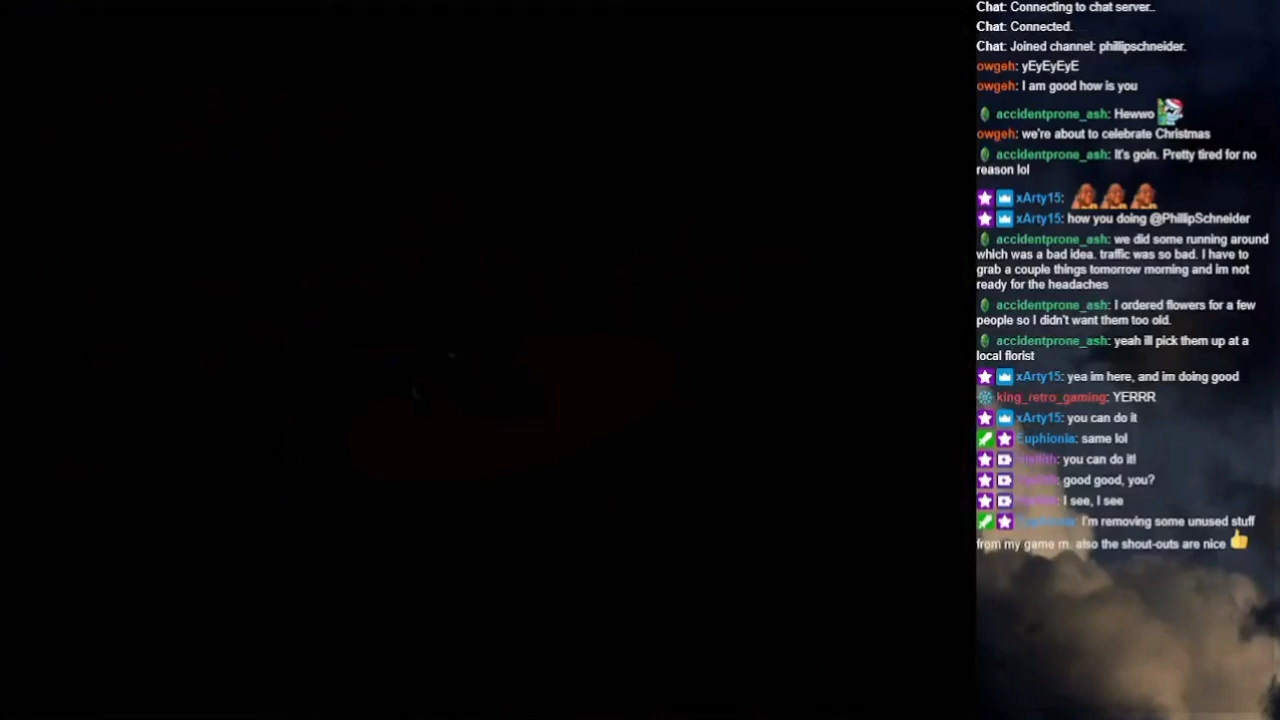 Chat: Connecting to chat server..
Chat: Connected.
Chat: Joined channel: phillipschneider.
owgeh: yEyEyEyE
owgeh: I am good how is you
accidentprone_ash: Hewwo
owgeh: we're about to celebrate Christmas
accidentprone_ash: It's goin. Pretty tired for no
reason lol
xArty15:
xArty15: how you doing @PhillipSchneider
accidentprone_ash: we did some running around
which was a bad idea. traffic was so bad. I have to
grab a couple things tomorrow morning and im not
ready for the headaches
accidentprone_ash: I ordered flowers for a few
people so I didn't want them too old.
accidentprone_ash: yeah ill pick them up at a
local florist
xArty15: yea im here, and im doing good
king_retro_gaming: YERRR
xArty15: you can do it
Euphionia: same lol
you can do it!
good good, you?
I see, I see
Euphionia: I'm removing some unused stuff
from my game rn. also the shout-outs are nice